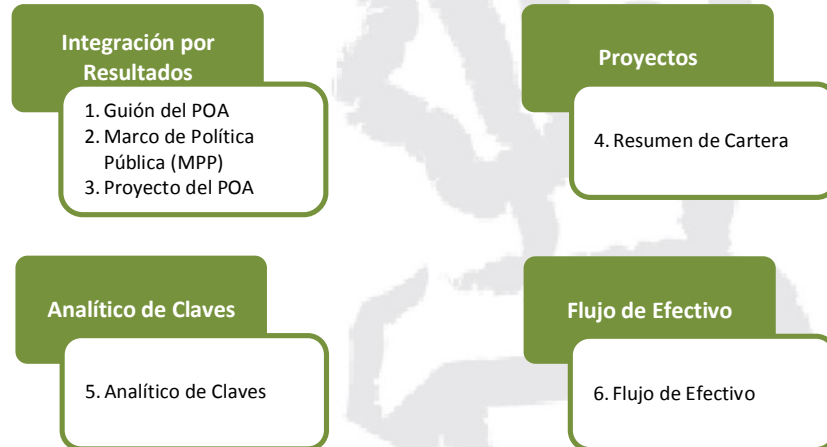 Integración por
Resultados
1. Guión del POA
2. Marco de Política
Pública (MPP)
3. Proyecto del POA
Proyectos
4. Resumen de Cartera
Analítico de Claves
5. Analítico de Claves
Flujo de Efectivo
6. Flujo de Efectivo